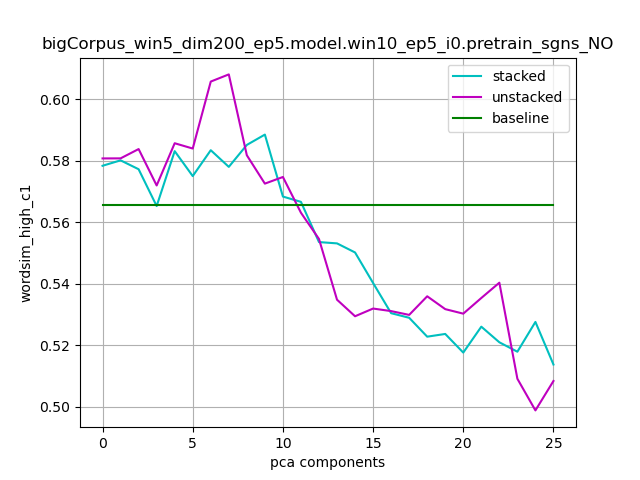 bigCorpus_win5_dim200_ep5.model.win10_ep5_i0.pretrain_sgns_NO
stacked
unstacked
baseline
0.60
0.58
0.56
0.54
0.52
0.50
wordsim_high_c1
0 5 10 15 20 25
pca components